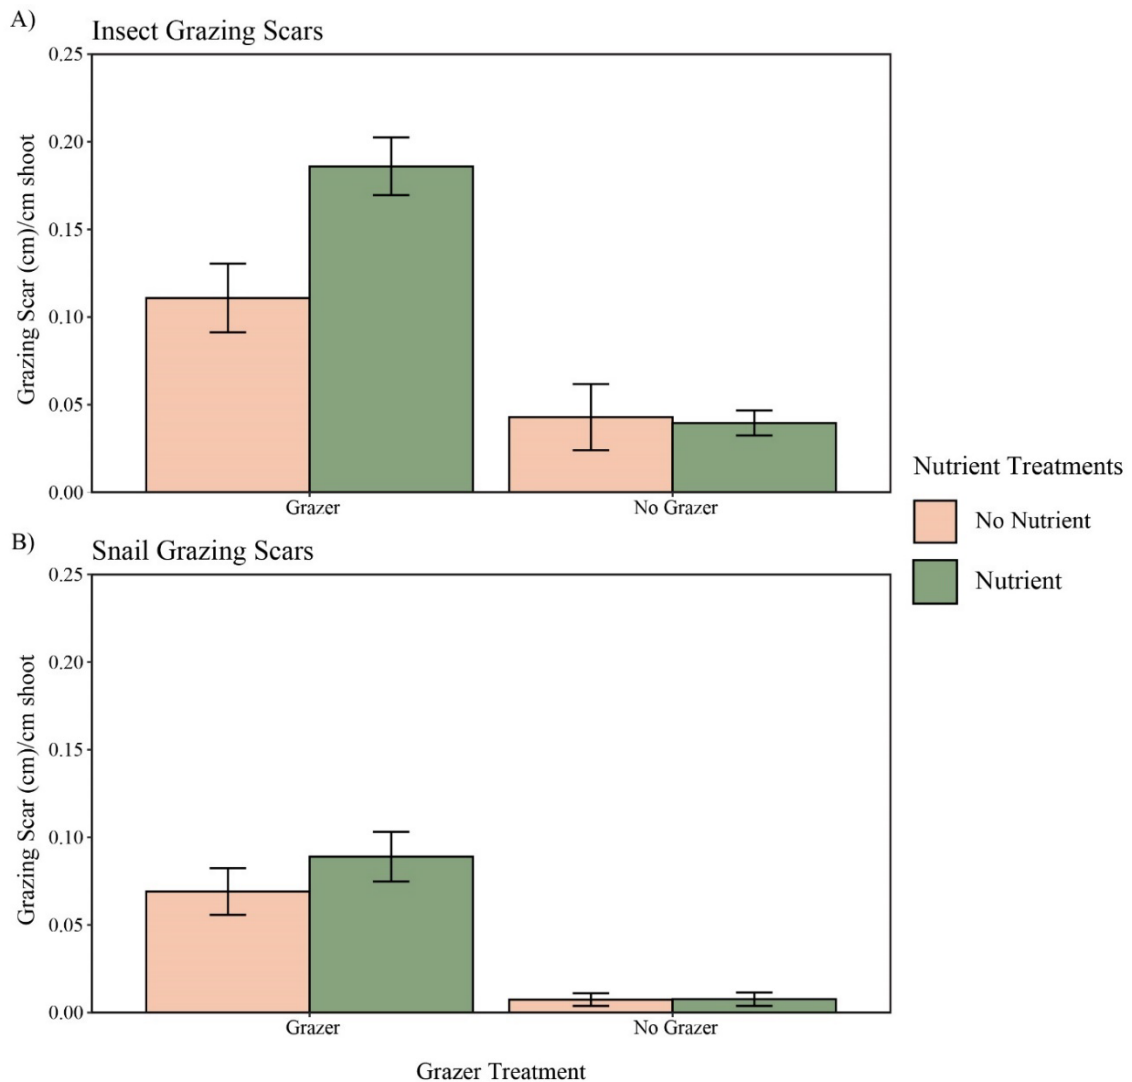 A)
Insect Grazing Scars
0.25
0.20
0.15
0.10
0.05
0.00
Grazing Scar (cm)/cm shoot
Grazer No Grazer
Nutrient Treatments
No Nutrient
Nutrient
B)
Snail Grazing Scars
0.25
0.20
0.15
0.10
0.05
0.00
Grazing Scar (cm)/cm shoot
Grazer No Grazer
Grazer Treatment